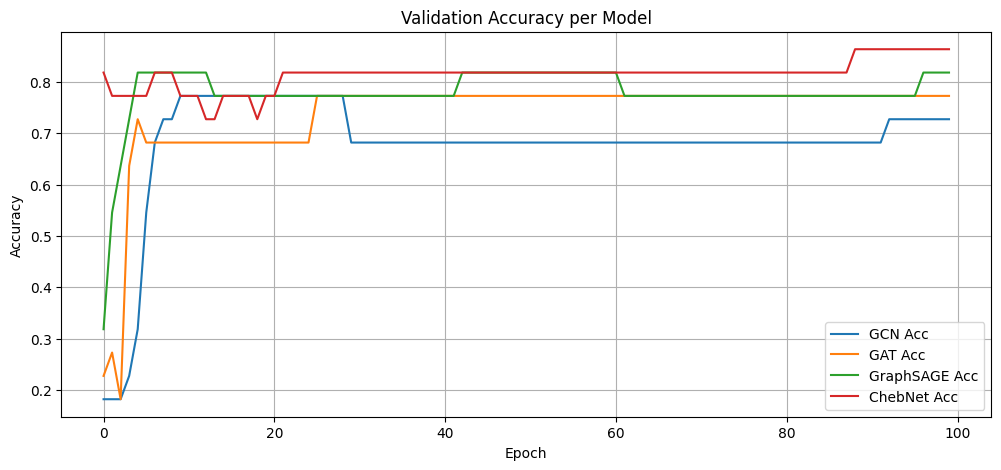 Validation Accuracy per Model
Accuracy
0.8
0.7
0.6
0.5
0.4
0.3
0.2
GCN Acc
GAT Acc
GraphSAGE Acc
ChebNet Acc
0 20 40 60 80 100
Epoch